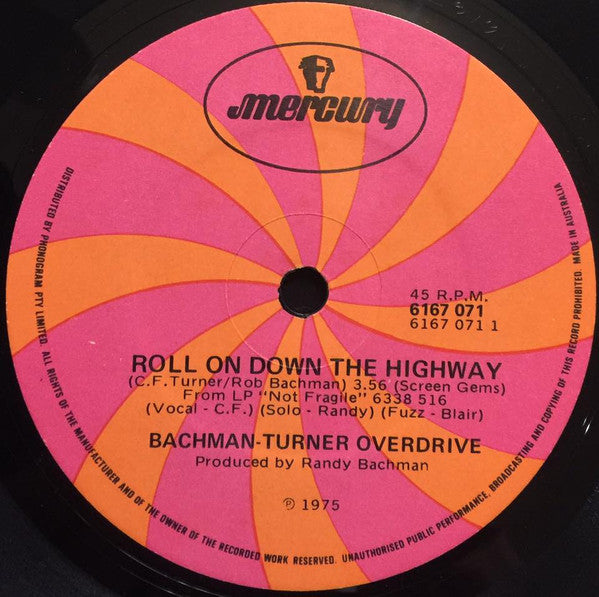 mercury
45 R.P.M.
6167 071
6167 071 1
ROLL ON DOWN THE HIGHWAY
(C.F. Turner/Rob Bachman) 3.56 (Screen Gems)
From LP "Not Fragile" 6338 516
(Vocal - C.F.) (Solo - Randy) (Fuzz - Blair)
BACHMAN-TURNER OVERDRIVE
Produced by Randy Bachman
℗ 1975
DISTRIBUTED BY PHONOGRAM PTY LIMITED. ALL RIGHTS OF THE MANUFACTURER AND OF THE OWNER OF THE RECORDED WORK RESERVED. UNAUTHORISED PUBLIC PERFORMANCE, BROADCASTING AND COPYING OF THIS RECORD PROHIBITED. MADE IN AUSTRALIA